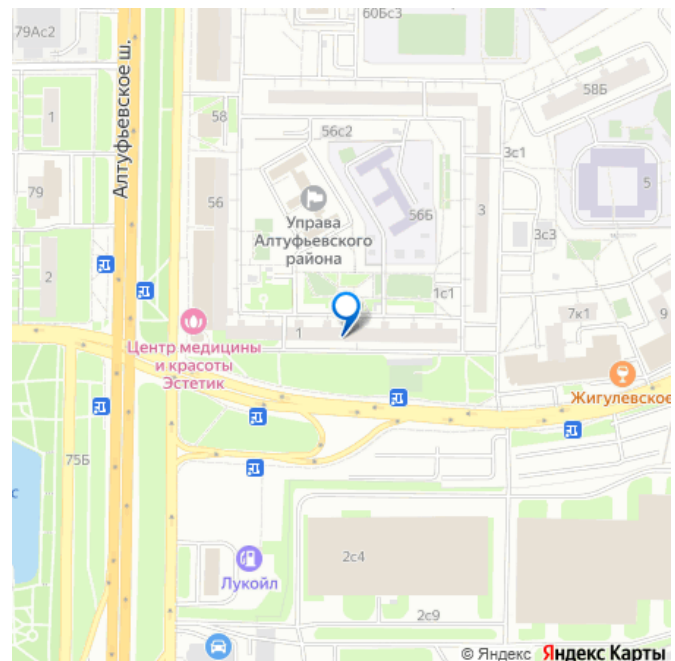 79Ас2
60Бс3
Алтуфьевское ш.
58Б
1
58
56с2
3с1
79
56
5
Управа
Алтуфьевского
района
56Б
3
3с3
2
1с1
7к1
9
1
Центр медицины
и красоты
Эстетик
Жигулевское
75Б
с
2с4
Лукойл
2с9
© Яндекс Яндекс Карты